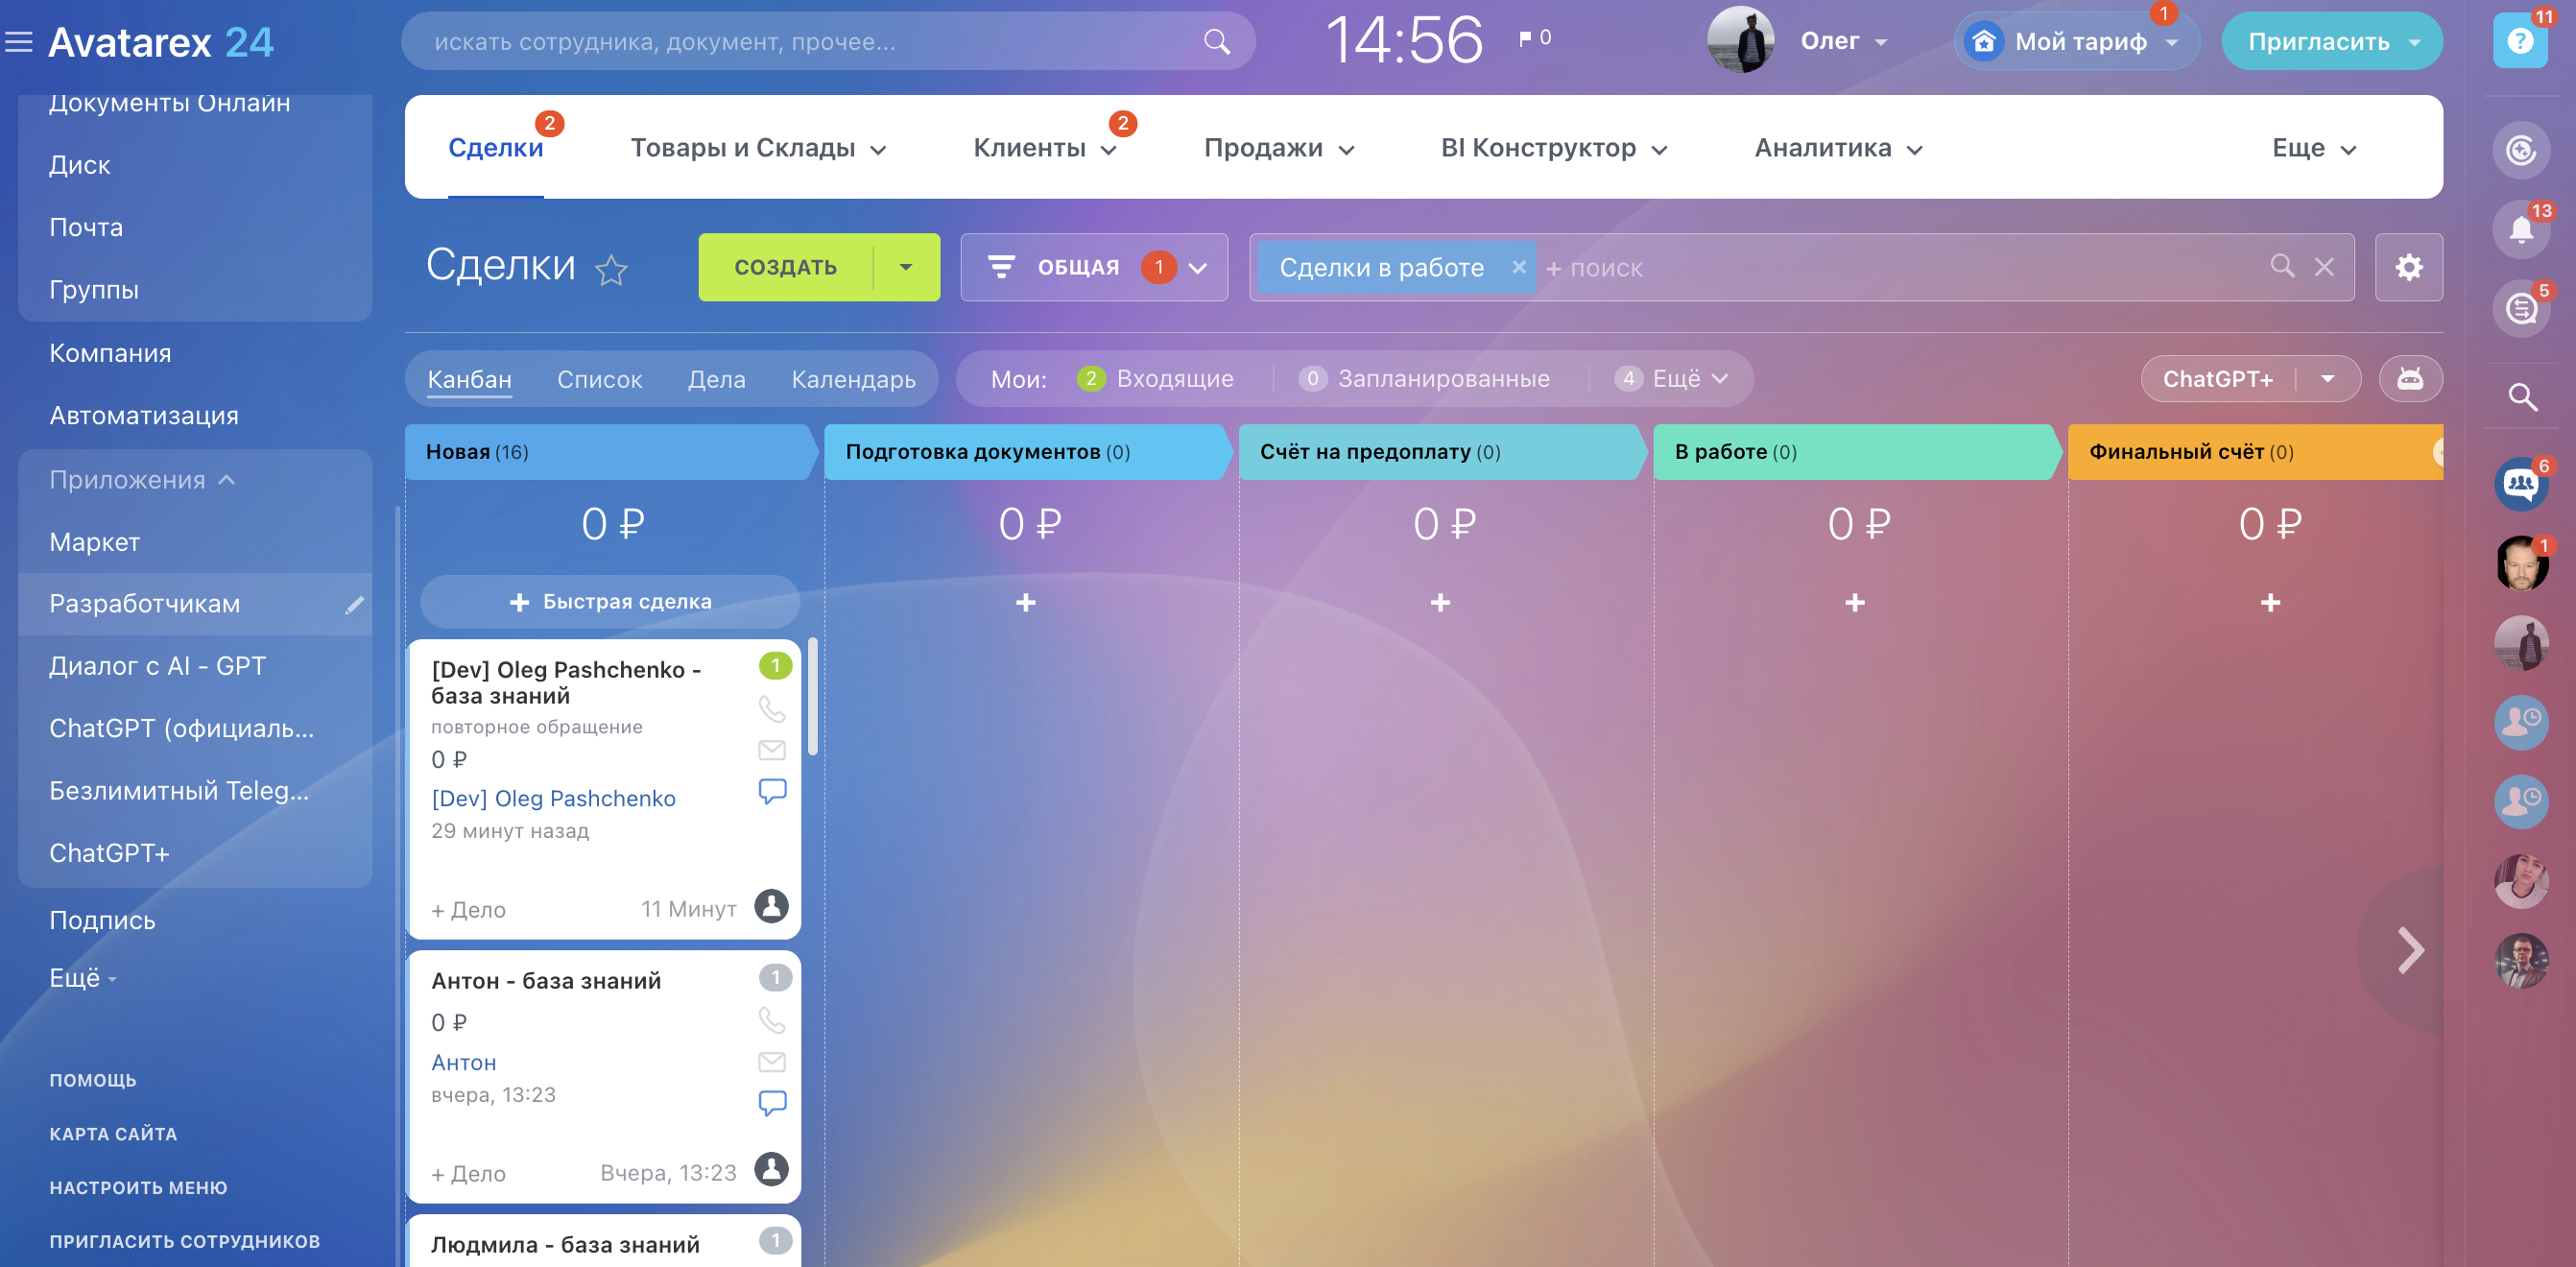 Avatarex 24
искать сотрудника, документ, прочее...
14:56
0
Олег
Мой тариф
1
Пригласить
11
Документы Онлайн
Диск
Почта
Группы
Компания
Автоматизация
Приложения
Маркет
Разработчикам
Диалог с AI - GPT
ChatGPT (официаль...
Безлимитный Teleg...
ChatGPT+
Подпись
Ещё
ПОМОЩЬ
КАРТА САЙТА
НАСТРОИТЬ МЕНЮ
ПРИГЛАСИТЬ СОТРУДНИКОВ
Сделки 2
Товары и Склады
Клиенты 2
Продажи
BI Конструктор
Аналитика
Еще
Сделки
СОЗДАТЬ
ОБЩАЯ 1
Сделки в работе × + поиск
Канбан
Список
Дела
Календарь
Мои:
2 Входящие
0 Запланированные
4 Ещё
ChatGPT+
Новая (16)
Подготовка документов (0)
Счёт на предоплату (0)
В работе (0)
Финальный счёт (0)
0 ₽
0 ₽
0 ₽
0 ₽
0 ₽
+ Быстрая сделка
+
+
+
+
[Dev] Oleg Pashchenko -
база знаний
1
повторное обращение
0 ₽
[Dev] Oleg Pashchenko
29 минут назад
+ Дело
11 Минут
Антон - база знаний
1
0 ₽
Антон
вчера, 13:23
+ Дело
Вчера, 13:23
Людмила - база знаний
1
?
13
5
6
1